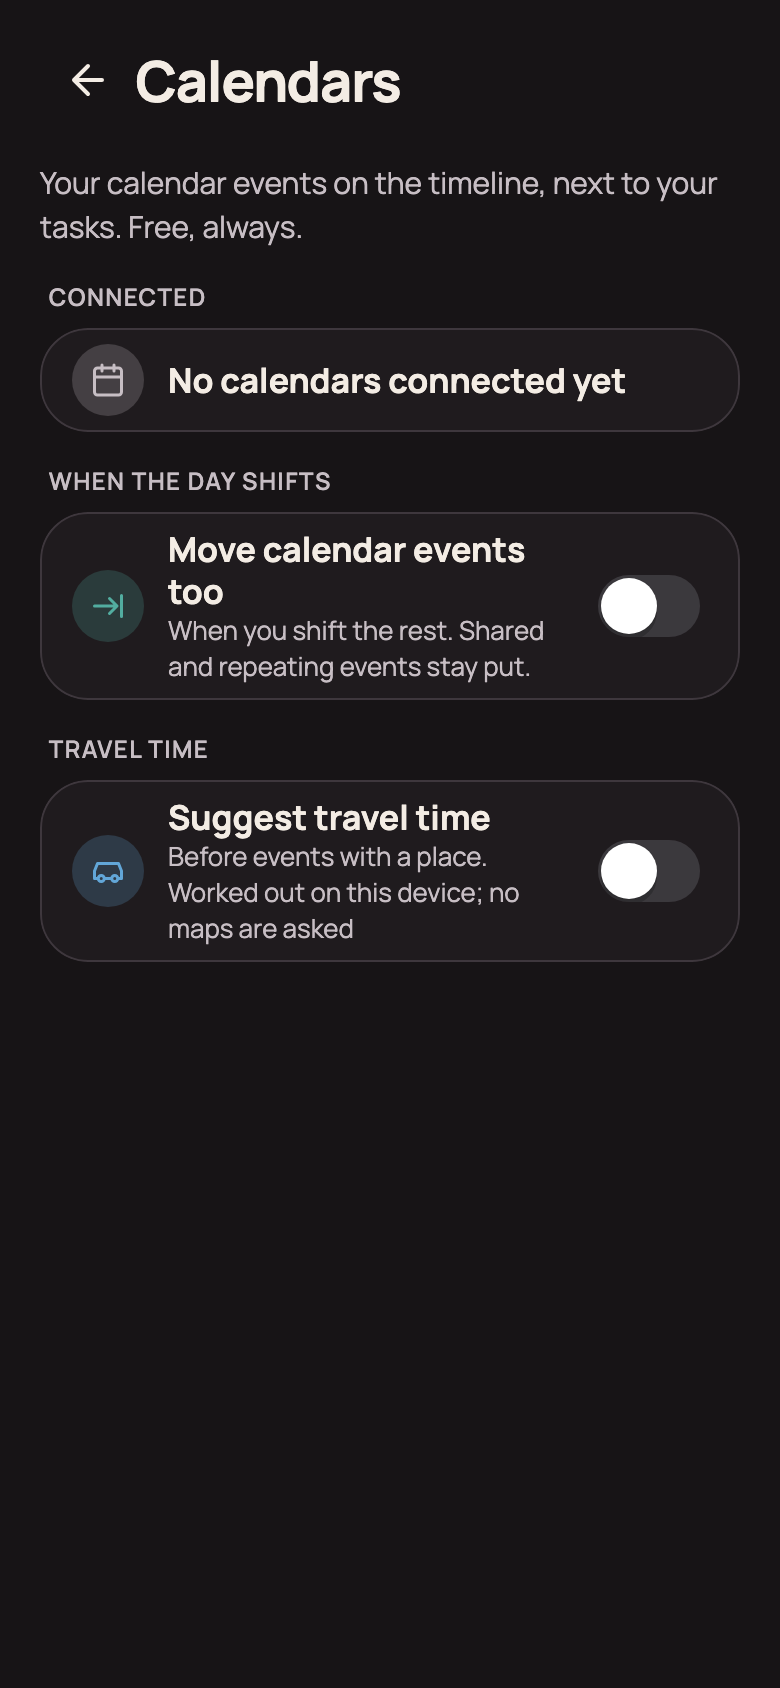 Calendars
Your calendar events on the timeline, next to your
tasks. Free, always.
CONNECTED
No calendars connected yet
WHEN THE DAY SHIFTS
Move calendar events
too
When you shift the rest. Shared
and repeating events stay put.
TRAVEL TIME
Suggest travel time
Before events with a place.
Worked out on this device; no
maps are asked